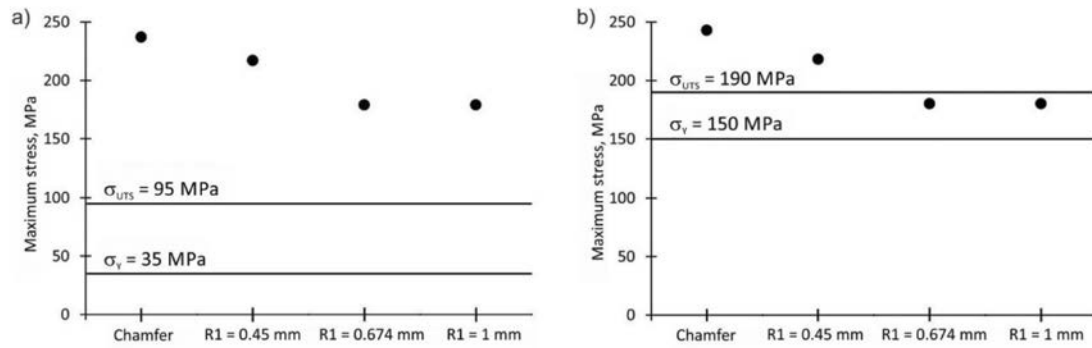 a)
Maximum stress, MPa
250
200
150
100
50
0
σUTS = 95 MPa
σY = 35 MPa
Chamfer
R1 = 0.45 mm
R1 = 0.674 mm
R1 = 1 mm
b)
Maximum stress, MPa
250
200
150
100
50
0
σUTS = 190 MPa
σY = 150 MPa
Chamfer
R1 = 0.45 mm
R1 = 0.674 mm
R1 = 1 mm